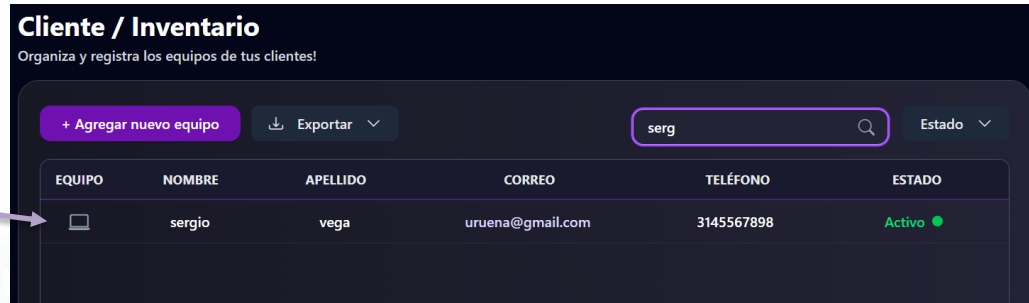 Cliente / Inventario
Organiza y registra los equipos de tus clientes!
+ Agregar nuevo equipo Exportar serg Estado
EQUIPO NOMBRE APELLIDO CORREO TELÉFONO ESTADO
sergio vega uruena@gmail.com 3145567898 Activo